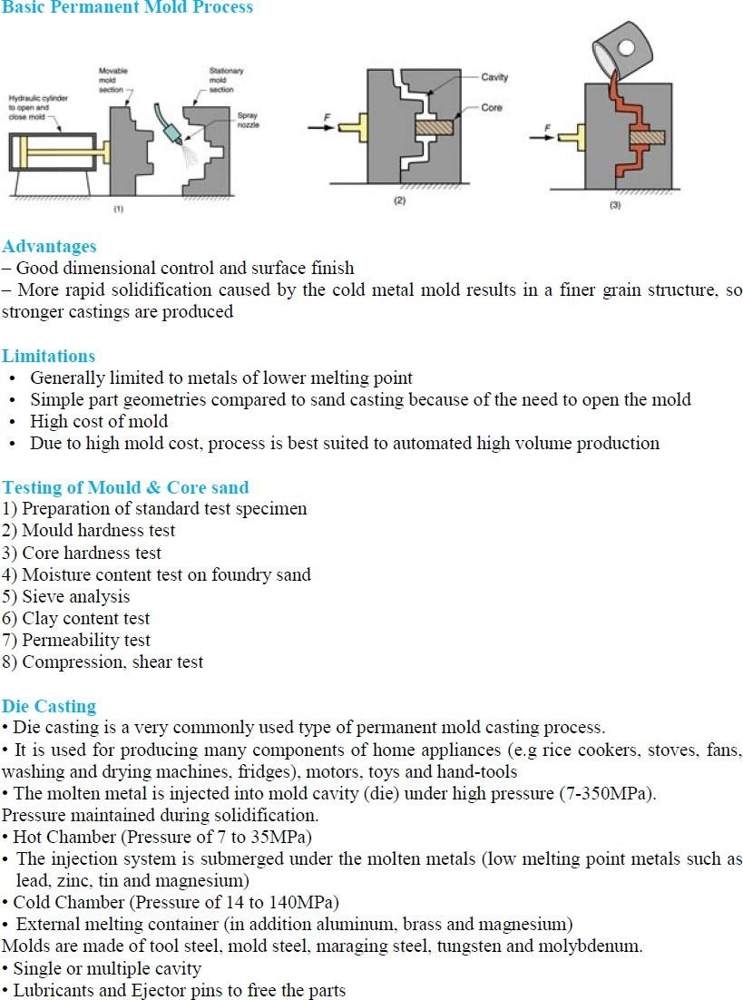 Basic Permanent Mold Process
Movable
mold
section
Stationary
mold
section
Hydraulic cylinder
to open and
close mold
Spray
nozzle
(1)
F
Cavity
Core
(2)
F
(3)
Advantages
– Good dimensional control and surface finish
– More rapid solidification caused by the cold metal mold results in a finer grain structure, so
stronger castings are produced
Limitations
• Generally limited to metals of lower melting point
• Simple part geometries compared to sand casting because of the need to open the mold
• High cost of mold
• Due to high mold cost, process is best suited to automated high volume production
Testing of Mould & Core sand
1) Preparation of standard test specimen
2) Mould hardness test
3) Core hardness test
4) Moisture content test on foundry sand
5) Sieve analysis
6) Clay content test
7) Permeability test
8) Compression, shear test
Die Casting
• Die casting is a very commonly used type of permanent mold casting process.
• It is used for producing many components of home appliances (e.g rice cookers, stoves, fans,
washing and drying machines, fridges), motors, toys and hand-tools
• The molten metal is injected into mold cavity (die) under high pressure (7-350MPa).
Pressure maintained during solidification.
• Hot Chamber (Pressure of 7 to 35MPa)
• The injection system is submerged under the molten metals (low melting point metals such as
lead, zinc, tin and magnesium)
• Cold Chamber (Pressure of 14 to 140MPa)
• External melting container (in addition aluminum, brass and magnesium)
Molds are made of tool steel, mold steel, maraging steel, tungsten and molybdenum.
• Single or multiple cavity
• Lubricants and Ejector pins to free the parts